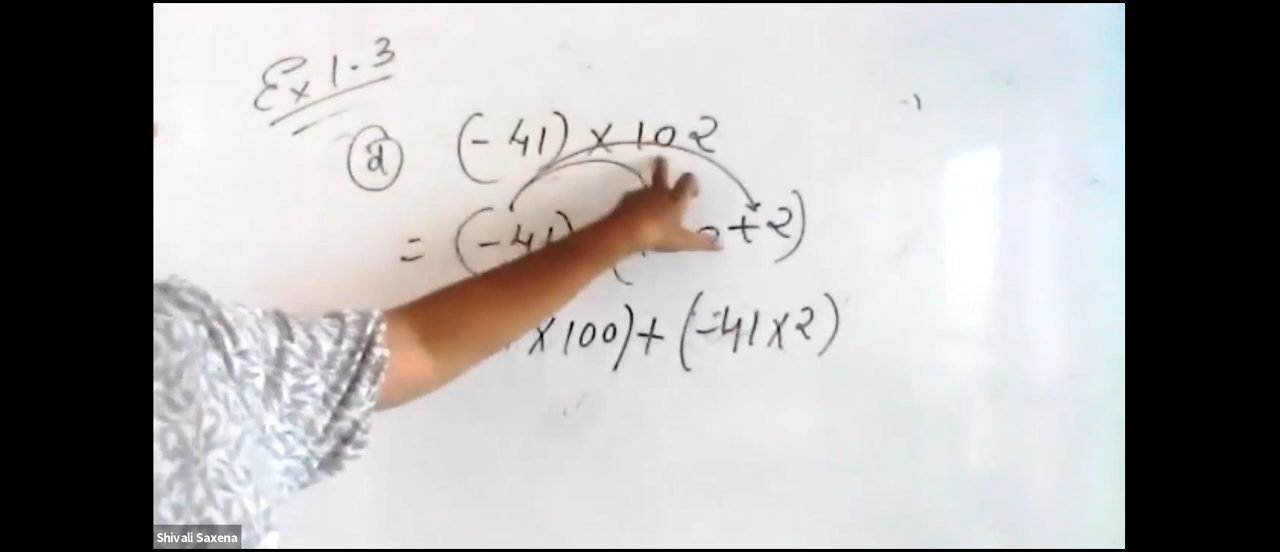 Ex 1.3
(d) (-41) × 102
= (-41) + 2)
× 100) + (-41 × 2)
Shivali Saxena